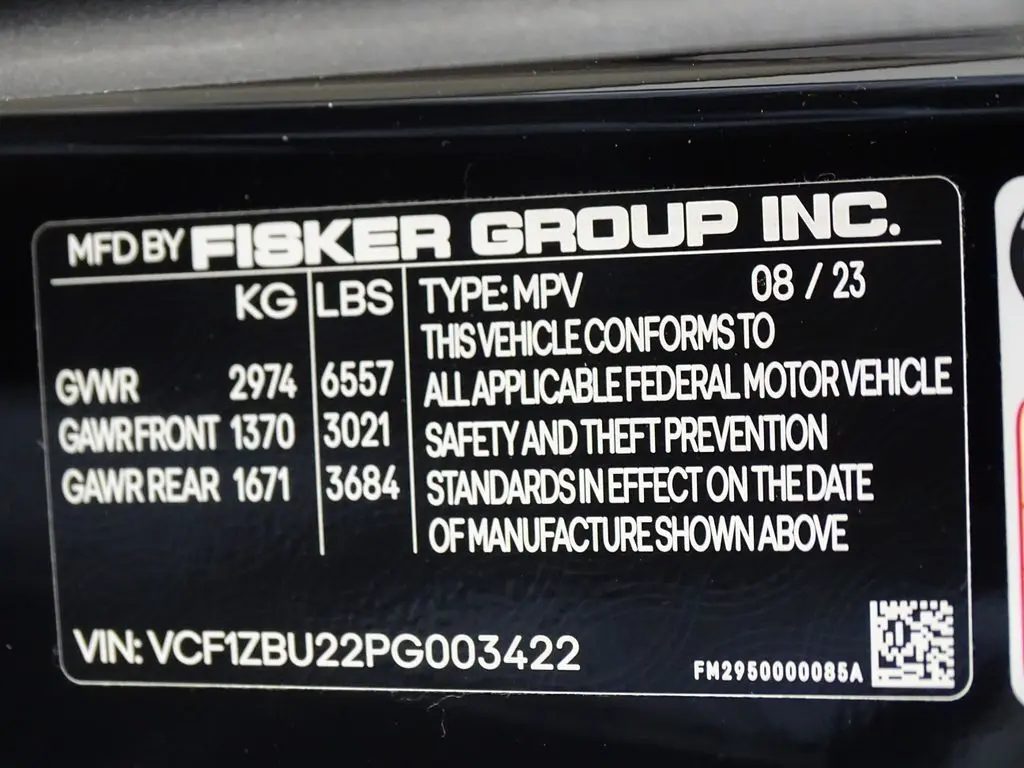 MFD BY FISKER GROUP INC.
KG LBS TYPE: MPV 08 / 23
THIS VEHICLE CONFORMS TO
GVWR 2974 6557 ALL APPLICABLE FEDERAL MOTOR VEHICLE
GAWR FRONT 1370 3021 SAFETY AND THEFT PREVENTION
GAWR REAR 1671 3684 STANDARDS IN EFFECT ON THE DATE
OF MANUFACTURE SHOWN ABOVE
VIN: VCF1ZBU22PG003422
FM2950000085A